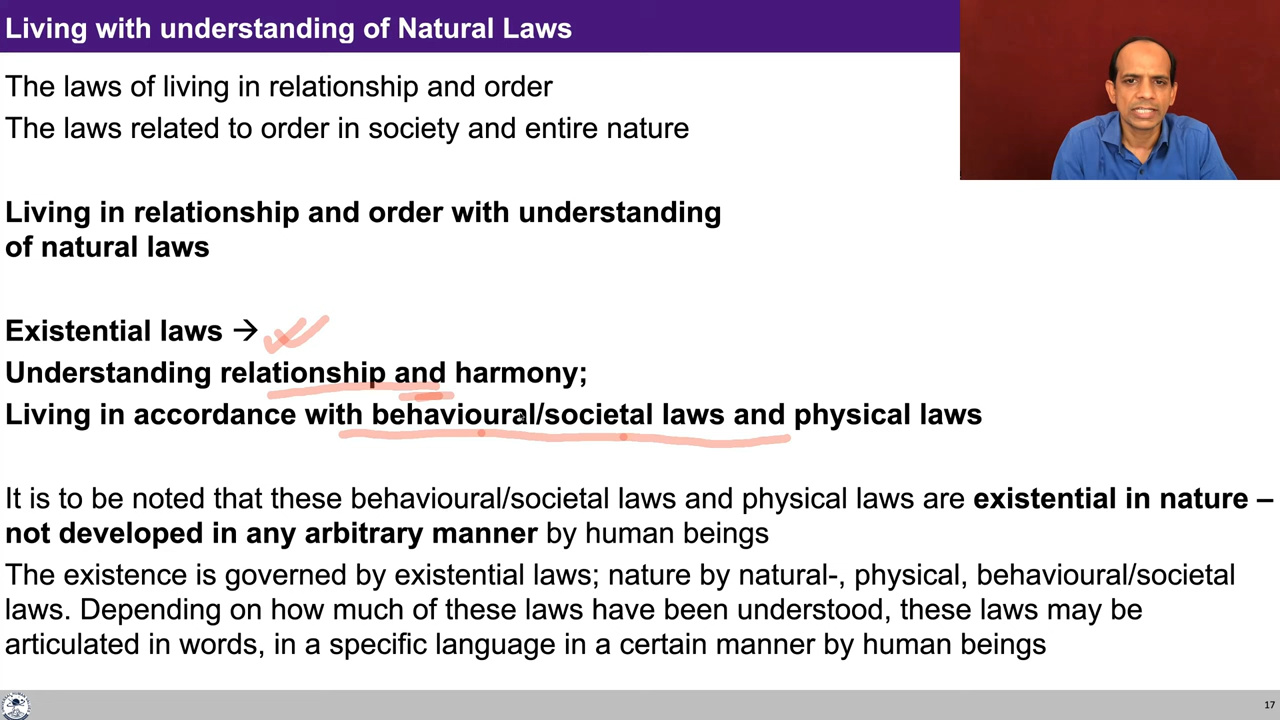 Living with understanding of Natural Laws
The laws of living in relationship and order
The laws related to order in society and entire nature
Living in relationship and order with understanding
of natural laws
Existential laws →
Understanding relationship and harmony;
Living in accordance with behavioural/societal laws and physical laws
It is to be noted that these behavioural/societal laws and physical laws are existential in nature –
not developed in any arbitrary manner by human beings
The existence is governed by existential laws; nature by natural-, physical, behavioural/societal
laws. Depending on how much of these laws have been understood, these laws may be
articulated in words, in a specific language in a certain manner by human beings
17